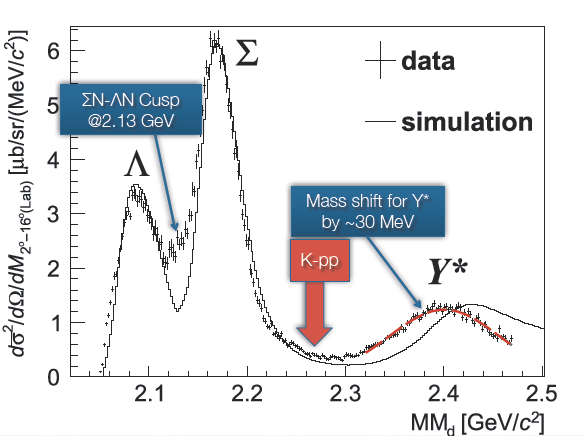 dσ²/dΩ/dM2°−16°(Lab) [μb/sr/(MeV/c²)]
6
5
4
3
2
1
0
Σ
data
simulation
ΣN-ΛN Cusp
@2.13 GeV
Λ
Mass shift for Y*
by ~30 MeV
K-pp
Y*
2.1
2.2
2.3
2.4
2.5
MMd [GeV/c²]